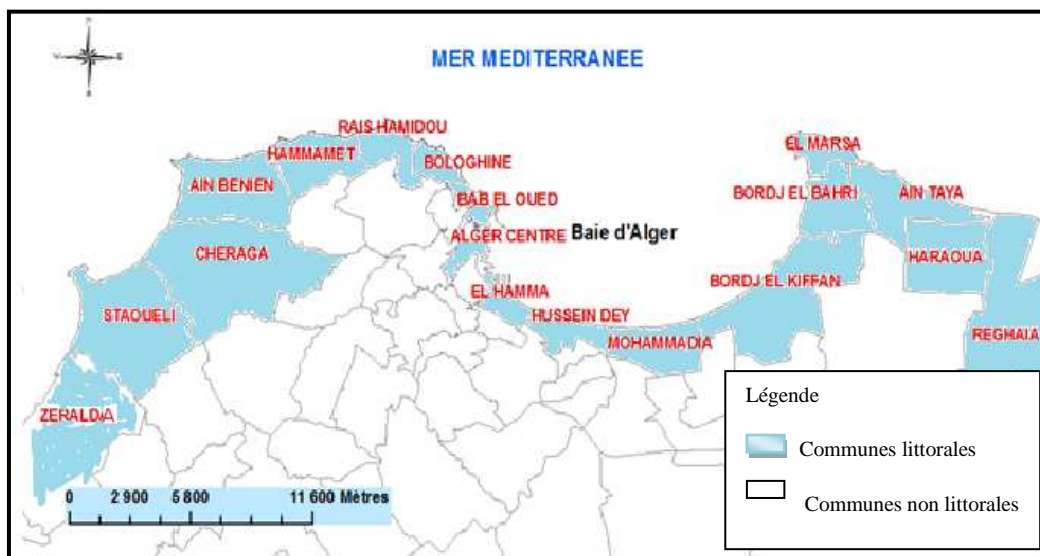 MER MEDITERRANEE
RAIS HAMIDOU
HAMMAMET
BOLOGHINE
AIN BENIEN
BAB EL OUED
ALGER CENTRE
Baie d'Alger
CHERAGA
EL HAMMA
STAOUELI
HUSSEIN DEY
MOHAMMADIA
ZERALDA
EL MARSA
BORDJ EL BAHRI
AIN TAYA
HARAOUA
BORDJ EL KIFFAN
REGHAIA
0 2 900 5 800 11 600 Mètres
Légende
Communes littorales
Communes non littorales